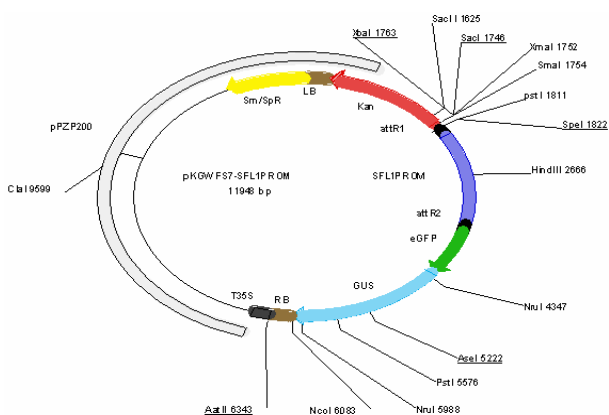 SacII 1625
XbaI 1763
SacI 1746
XmaI 1752
SmaI 1754
pstI 1811
SpeI 1822
LB
Sm/SpR
Kan
attR1
pPZP200
pKGWFS7-SFL1PROM
11948 bp
SFL1PROM
HindIII 2666
ClaI 9599
attR2
eGFP
T35S
RB
GUS
NruI 4347
AseI 5222
PstI 5576
AatII 6343
NcoI 6083
NruI 5988